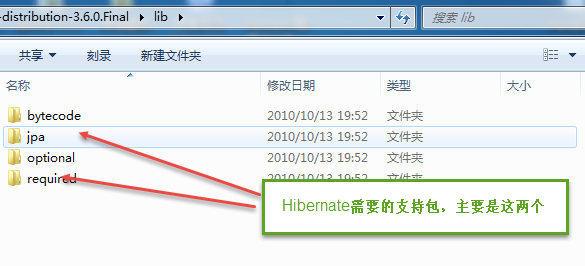 -distribution-3.6.0.Final ▸ lib ▸
搜索 lib
共享 刻录 新建文件夹
名称 修改日期 类型 大小
bytecode 2010/10/13 19:52 文件夹
jpa 2010/10/13 19:52 文件夹
optional 2010/10/13 19:52 文件夹
required 2010/10/13 19:52 文件夹
Hibernate需要的支持包，主要是这两个